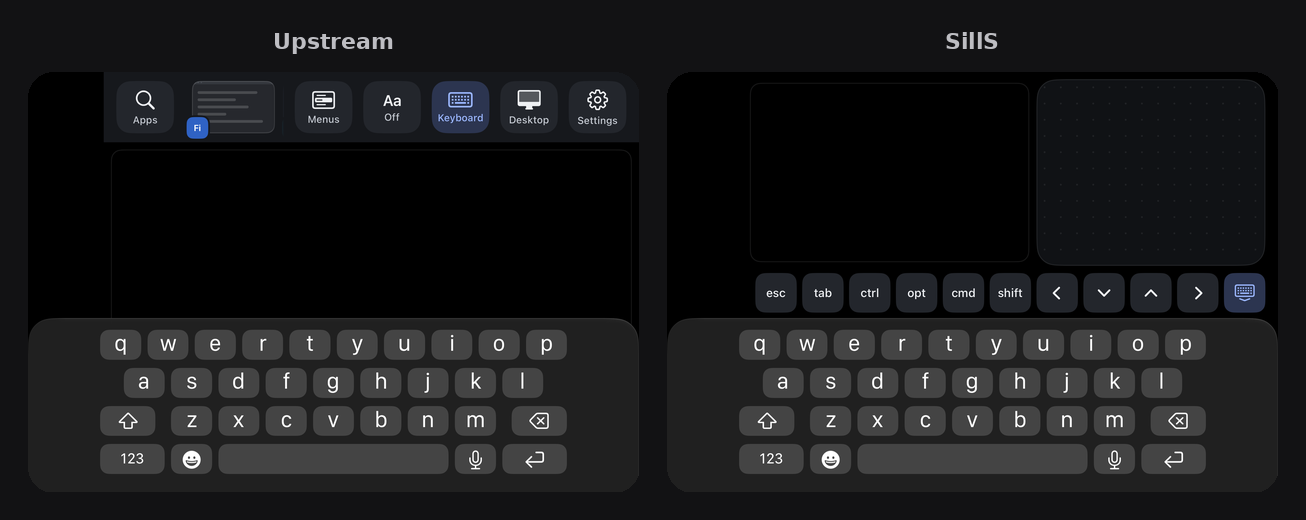 Upstream
SillS
Apps
Fi
Menus
Aa
Off
Keyboard
Desktop
Settings
esc tab ctrl opt cmd shift
q w e r t y u i o p
a s d f g h j k l
z x c v b n m
123
q w e r t y u i o p
a s d f g h j k l
z x c v b n m
123